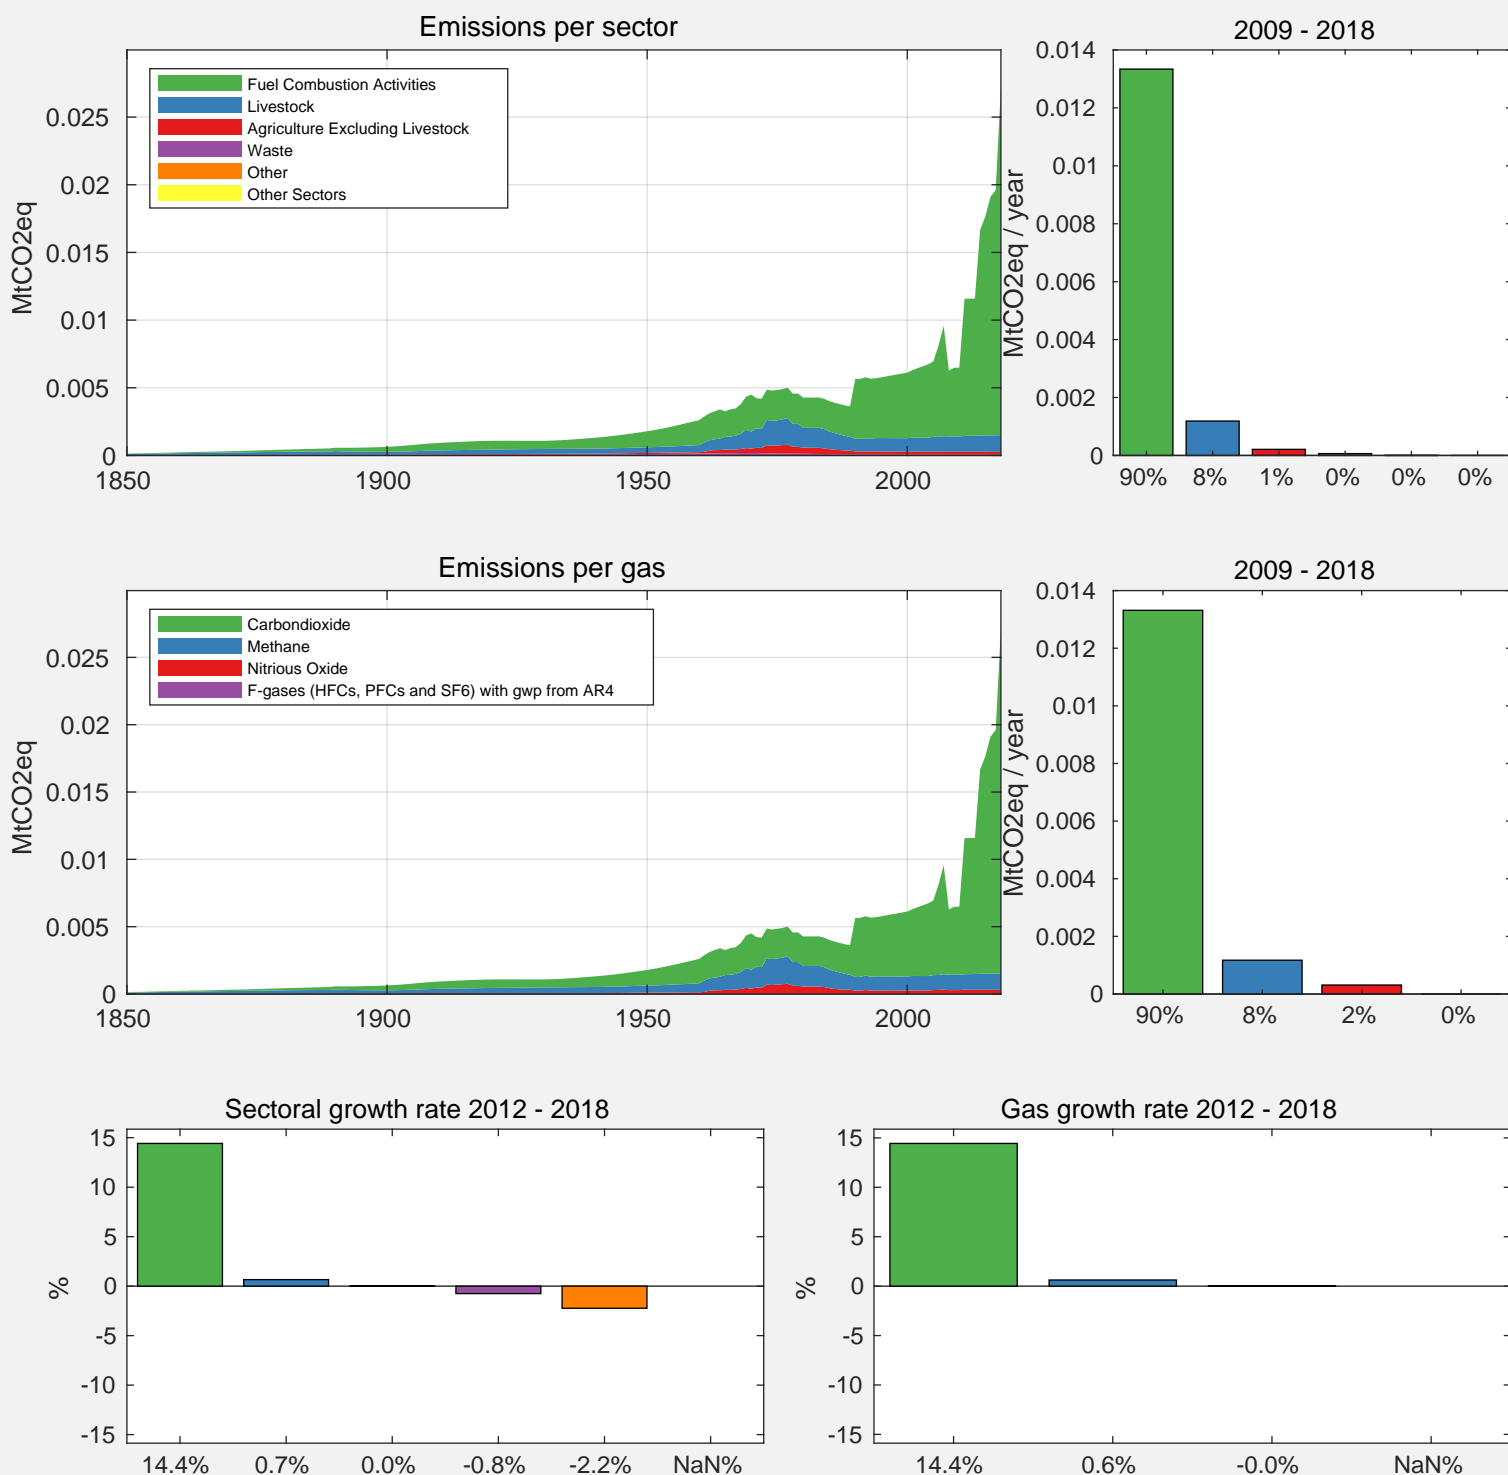 Emissions per sector
MtCO2eq
0.025
0.02
0.015
0.01
0.005
0
1850
1900
1950
2000
Fuel Combustion Activities
Livestock
Agriculture Excluding Livestock
Waste
Other
Other Sectors
2009 - 2018
MtCO2eq / year
0.014
0.012
0.01
0.008
0.006
0.004
0.002
0
90% 8% 1% 0% 0% 0%
Emissions per gas
MtCO2eq
0.025
0.02
0.015
0.01
0.005
0
1850
1900
1950
2000
Carbondioxide
Methane
Nitrious Oxide
F-gases (HFCs, PFCs and SF6) with gwp from AR4
2009 - 2018
MtCO2eq / year
0.014
0.012
0.01
0.008
0.006
0.004
0.002
0
90% 8% 2% 0%
Sectoral growth rate 2012 - 2018
%
15
10
5
0
-5
-10
-15
14.4% 0.7% 0.0% -0.8% -2.2% NaN%
Gas growth rate 2012 - 2018
%
15
10
5
0
-5
-10
-15
14.4% 0.6% -0.0% NaN%